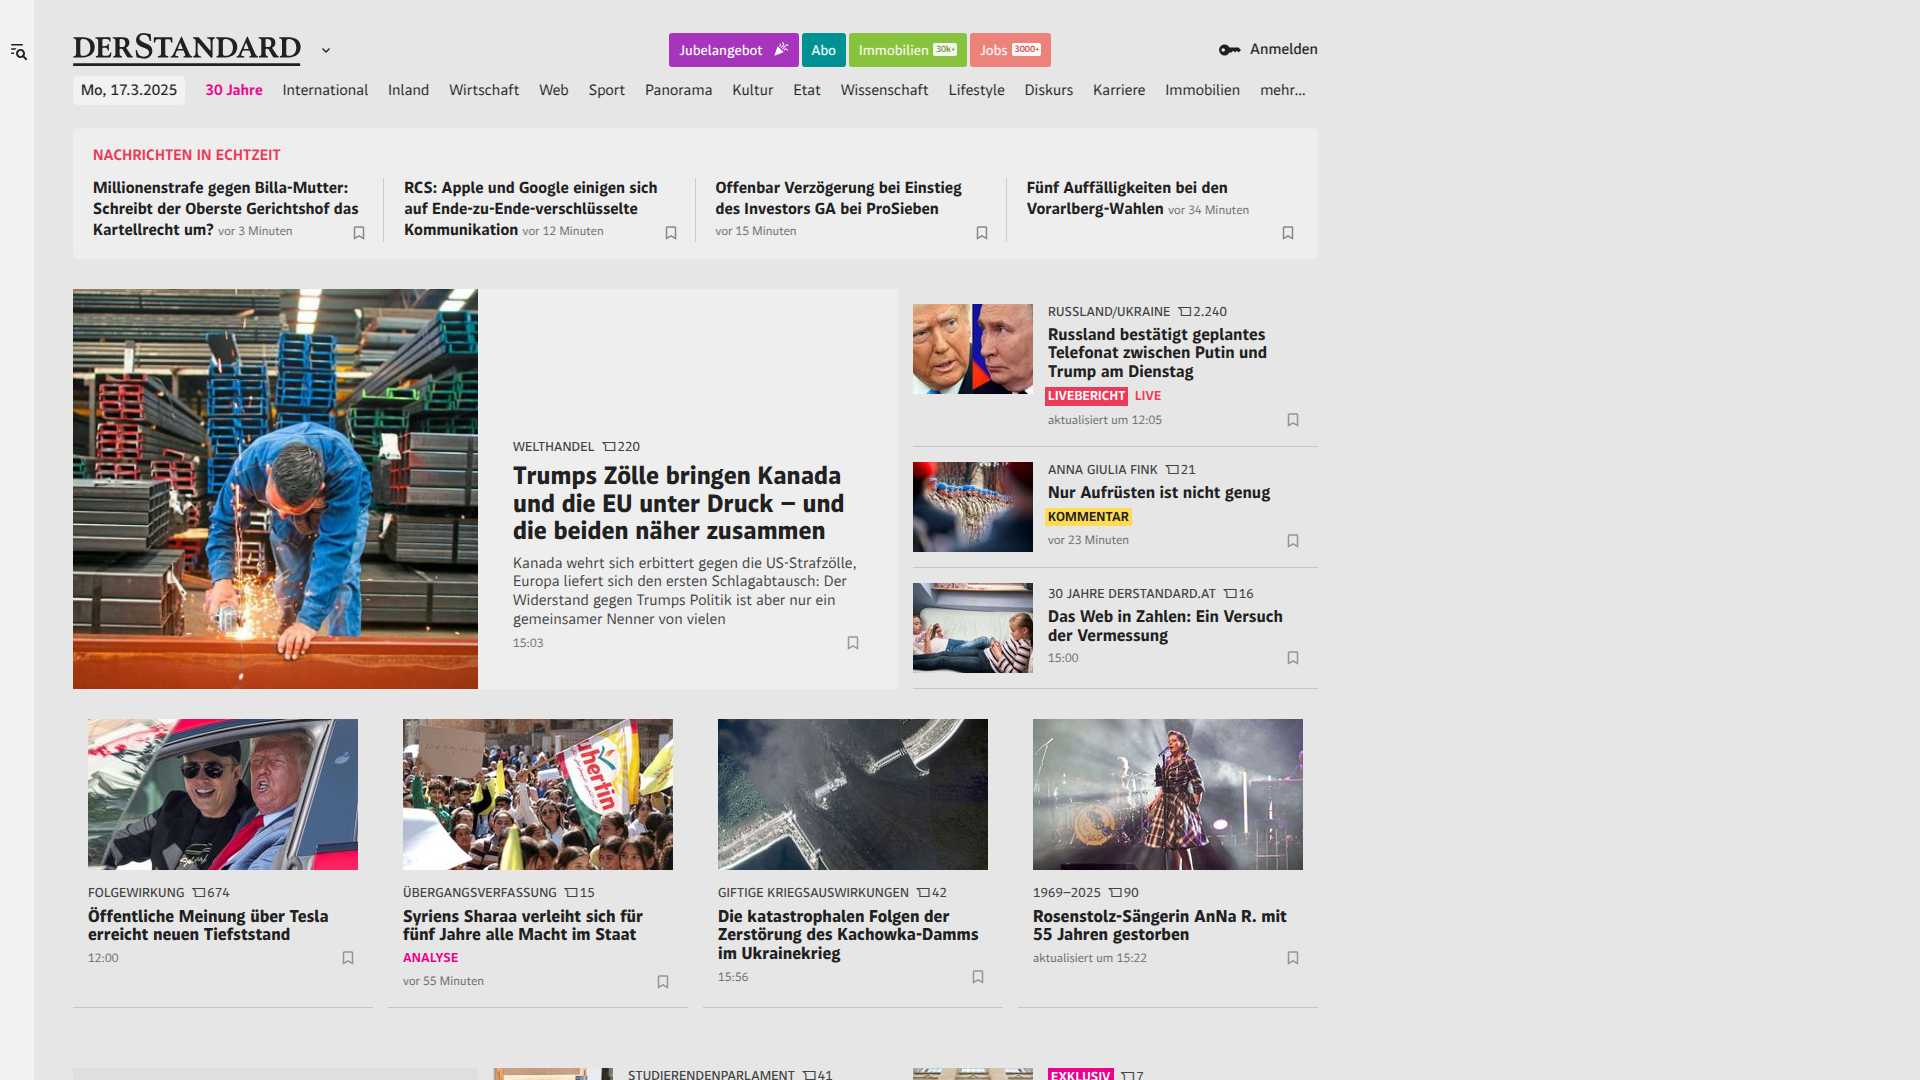 DERSTANDARD
Jubelangebot
Abo
Immobilien 30k+
Jobs 3000+
Anmelden
Mo, 17.3.2025
30 Jahre
International
Inland
Wirtschaft
Web
Sport
Panorama
Kultur
Etat
Wissenschaft
Lifestyle
Diskurs
Karriere
Immobilien
mehr...
NACHRICHTEN IN ECHTZEIT
Millionenstrafe gegen Billa-Mutter:
Schreibt der Oberste Gerichtshof das
Kartellrecht um? vor 3 Minuten
RCS: Apple und Google einigen sich
auf Ende-zu-Ende-verschlüsselte
Kommunikation vor 12 Minuten
Offenbar Verzögerung bei Einstieg
des Investors GA bei ProSieben
vor 15 Minuten
Fünf Auffälligkeiten bei den
Vorarlberg-Wahlen vor 34 Minuten
WELTHANDEL 220
Trumps Zölle bringen Kanada
und die EU unter Druck – und
die beiden näher zusammen
Kanada wehrt sich erbittert gegen die US-Strafzölle,
Europa liefert sich den ersten Schlagabtausch: Der
Widerstand gegen Trumps Politik ist aber nur ein
gemeinsamer Nenner von vielen
15:03
RUSSLAND/UKRAINE 2.240
Russland bestätigt geplantes
Telefonat zwischen Putin und
Trump am Dienstag
LIVEBERICHT LIVE
aktualisiert um 12:05
ANNA GIULIA FINK 21
Nur Aufrüsten ist nicht genug
KOMMENTAR
vor 23 Minuten
30 JAHRE DERSTANDARD.AT 16
Das Web in Zahlen: Ein Versuch
der Vermessung
15:00
FOLGEWIRKUNG 674
Öffentliche Meinung über Tesla
erreicht neuen Tiefststand
12:00
uhertin
ÜBERGANGSVERFASSUNG 15
Syriens Sharaa verleiht sich für
fünf Jahre alle Macht im Staat
ANALYSE
vor 55 Minuten
GIFTIGE KRIEGSAUSWIRKUNGEN 42
Die katastrophalen Folgen der
Zerstörung des Kachowka-Damms
im Ukrainekrieg
15:56
1969–2025 90
Rosenstolz-Sängerin AnNa R. mit
55 Jahren gestorben
aktualisiert um 15:22
STUDIERENDENPARLAMENT 41
EXKLUSIV 7